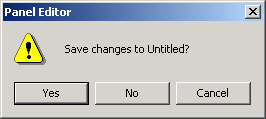 Panel Editor
Save changes to Untitled?
Yes
No
Cancel